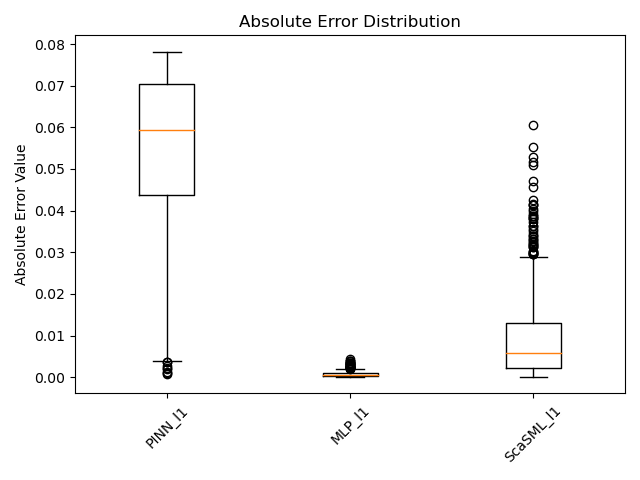 Absolute Error Distribution
0.08
0.07
0.06
0.05
0.04
0.03
0.02
0.01
0.00
Absolute Error Value
PINN_l1
MLP_l1
ScaSML_l1